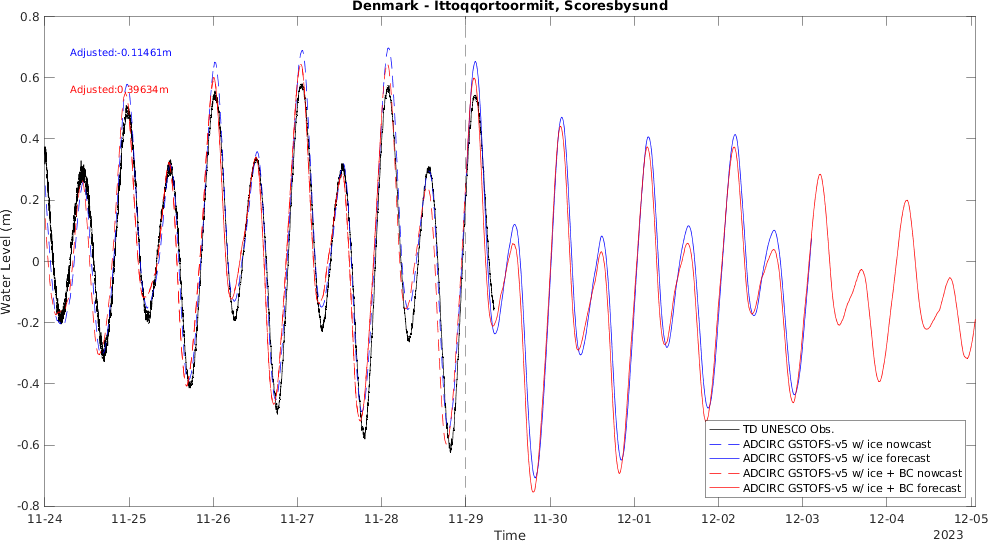 Denmark - Ittoqqortoormiit, Scoresbysund
Adjusted:-0.11461m
Adjusted:0.39634m
Water Level (m)
0.8
0.6
0.4
0.2
0
-0.2
-0.4
-0.6
-0.8
TD UNESCO Obs.
ADCIRC GSTOFS-v5 w/ ice nowcast
ADCIRC GSTOFS-v5 w/ ice forecast
ADCIRC GSTOFS-v5 w/ ice + BC nowcast
ADCIRC GSTOFS-v5 w/ ice + BC forecast
11-24 11-25 11-26 11-27 11-28 11-29 11-30 12-01 12-02 12-03 12-04 12-05
Time
2023